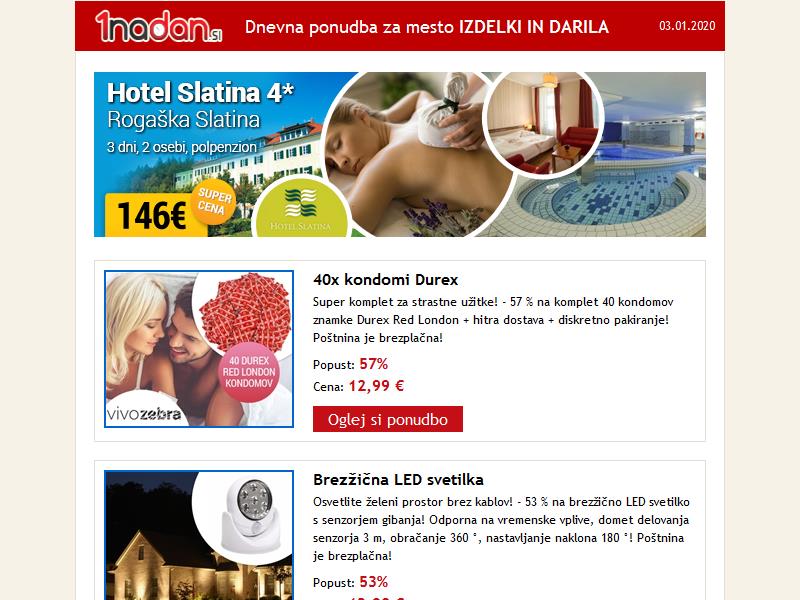 1nadan.si
Dnevna ponudba za mesto IZDELKI IN DARILA
03.01.2020
Hotel Slatina 4*
Rogaška Slatina
3 dni, 2 osebi, polpenzion
SUPER
CENA
146€
HOTEL SLATINA
40x kondomi Durex
Super komplet za strastne užitke! - 57 % na komplet 40 kondomov
znamke Durex Red London + hitra dostava + diskretno pakiranje!
Poštnina je brezplačna!
Popust: 57%
Cena: 12,99 €
Oglej si ponudbo
40 DUREX
RED LONDON
KONDOMOV
vivozebra
Brezžična LED svetilka
Osvetlite želeni prostor brez kablov! - 53 % na brezžično LED svetilko
s senzorjem gibanja! Odporna na vremenske vplive, domet delovanja
senzorja 3 m, obračanje 360 °, nastavljanje naklona 180 °! Poštnina
je brezplačna!
Popust: 53%